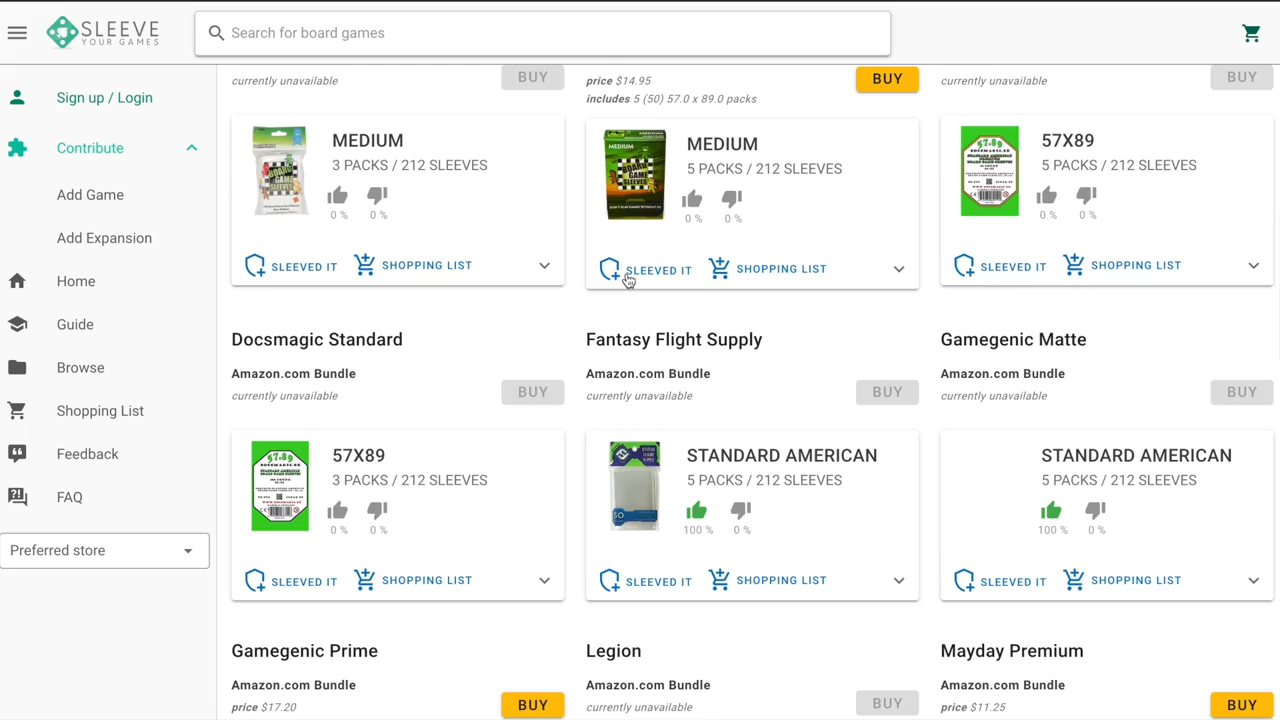 SLEEVE
YOUR GAMES
Search for board games
Sign up / Login
Contribute
Add Game
Add Expansion
Home
Guide
Browse
Shopping List
Feedback
FAQ
Preferred store
currently unavailable
BUY
price $14.95
BUY
includes 5 (50) 57.0 x 89.0 packs
currently unavailable
BUY
MEDIUM
3 PACKS / 212 SLEEVES
0 % 0 %
SLEEVED IT SHOPPING LIST
MEDIUM
5 PACKS / 212 SLEEVES
0 % 0 %
SLEEVED IT SHOPPING LIST
57X89
5 PACKS / 212 SLEEVES
0 % 0 %
SLEEVED IT SHOPPING LIST
Docsmagic Standard
Amazon.com Bundle
currently unavailable
BUY
Fantasy Flight Supply
Amazon.com Bundle
currently unavailable
BUY
Gamegenic Matte
Amazon.com Bundle
currently unavailable
BUY
57X89
3 PACKS / 212 SLEEVES
0 % 0 %
SLEEVED IT SHOPPING LIST
STANDARD AMERICAN
5 PACKS / 212 SLEEVES
100 % 0 %
SLEEVED IT SHOPPING LIST
STANDARD AMERICAN
5 PACKS / 212 SLEEVES
100 % 0 %
SLEEVED IT SHOPPING LIST
Gamegenic Prime
Amazon.com Bundle
price $17.20
BUY
Legion
Amazon.com Bundle
currently unavailable
BUY
Mayday Premium
Amazon.com Bundle
price $11.25
BUY